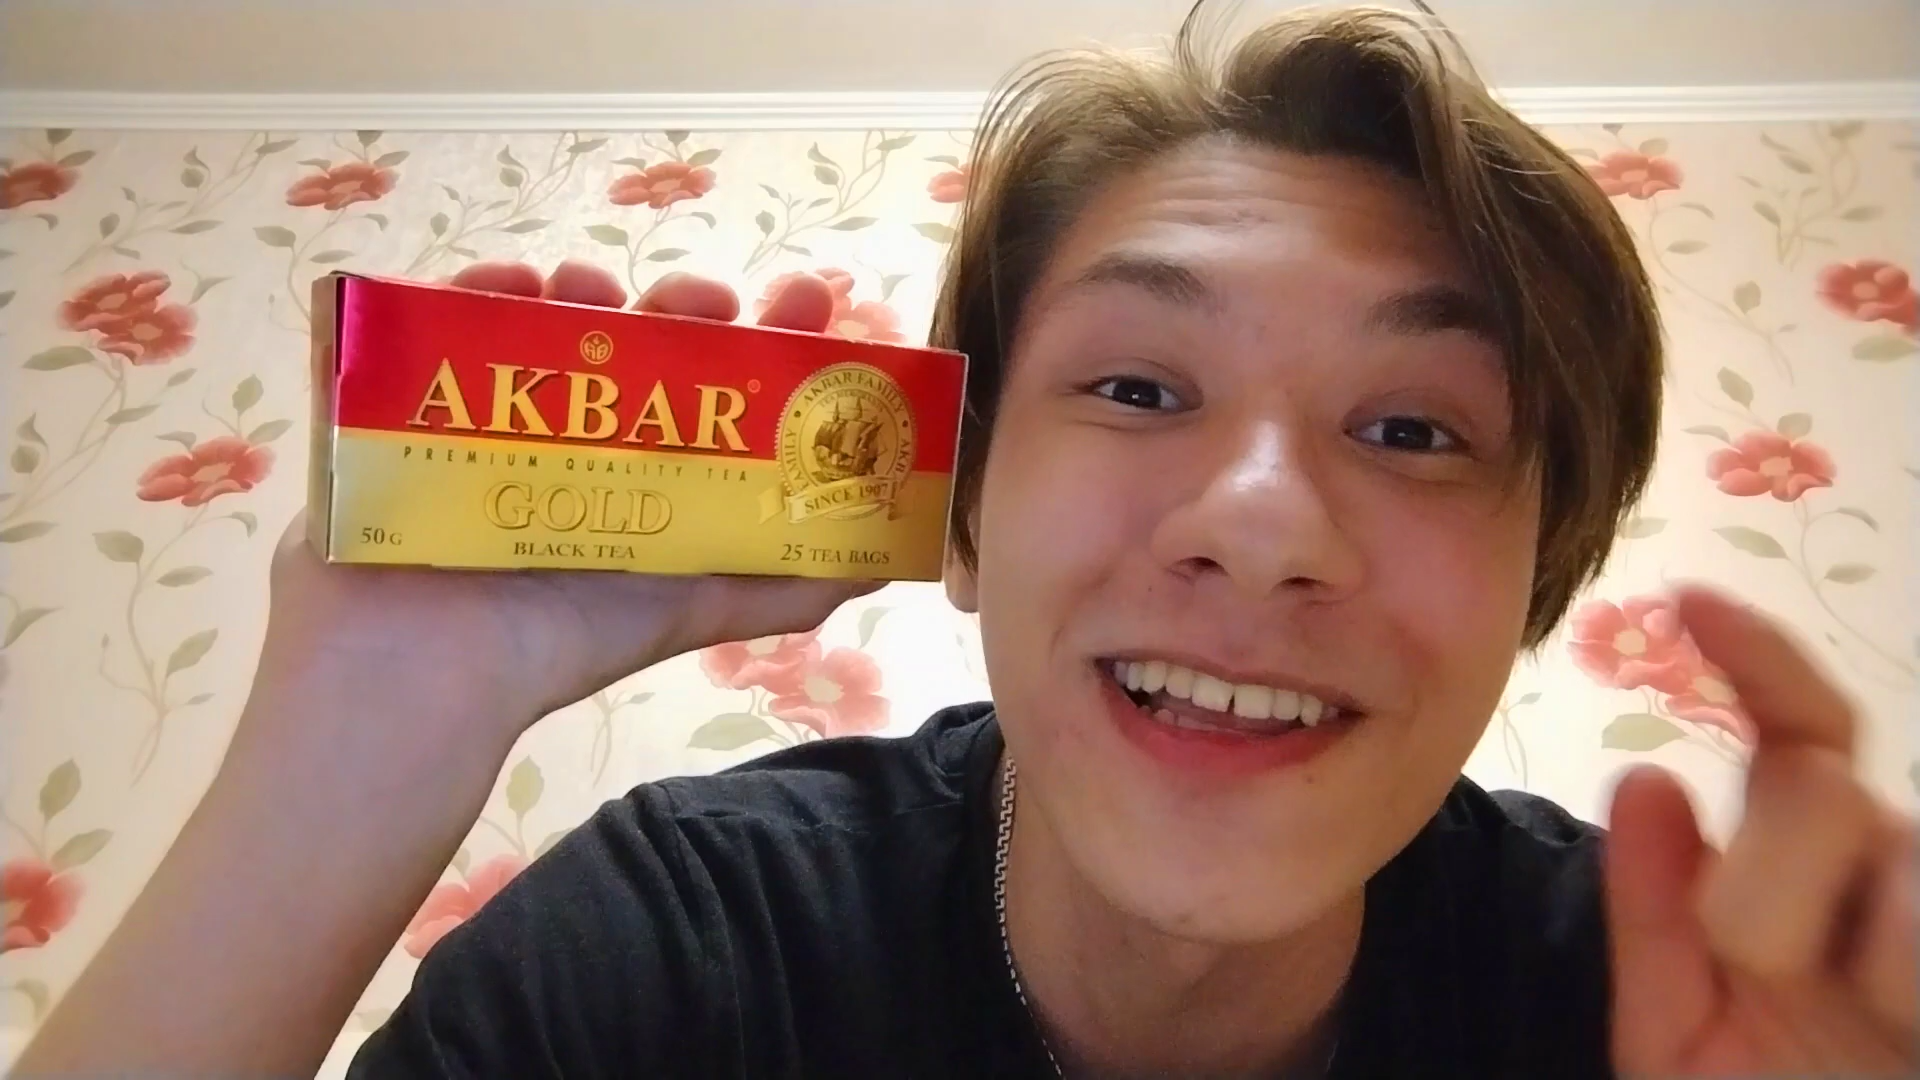 AKBAR®
PREMIUM QUALITY TEA
GOLD
BLACK TEA
50 G
25 TEA BAGS
AKBAR FAMILY
SINCE 1907